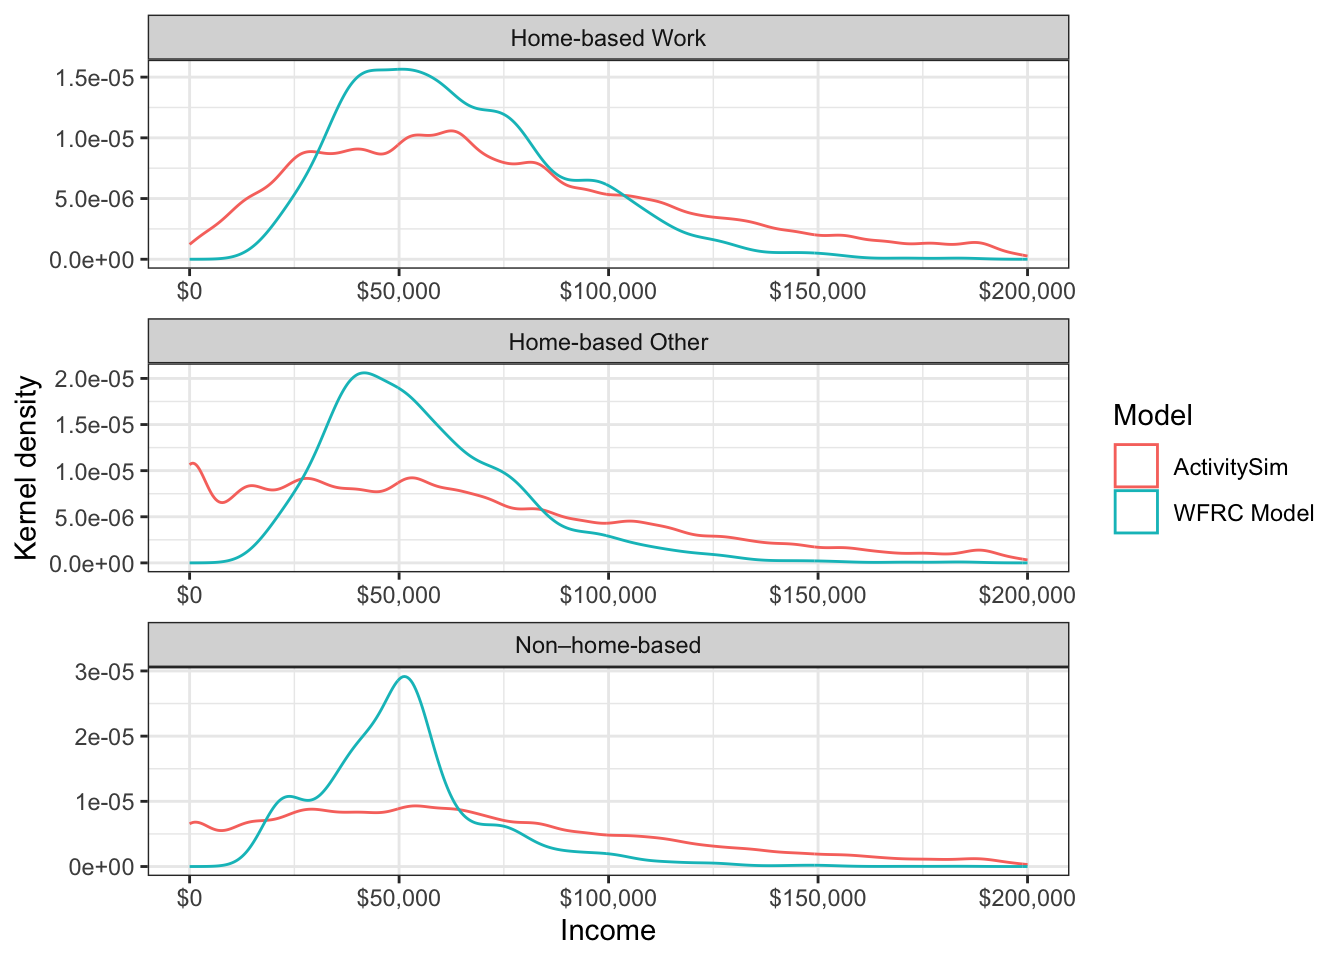 Home-based Work
1.5e-05
1.0e-05
5.0e-06
0.0e+00
$0 $50,000 $100,000 $150,000 $200,000
Home-based Other
2.0e-05
1.5e-05
1.0e-05
5.0e-06
0.0e+00
$0 $50,000 $100,000 $150,000 $200,000
Non–home-based
3e-05
2e-05
1e-05
0e+00
$0 $50,000 $100,000 $150,000 $200,000
Income
Kernel density
Model
ActivitySim
WFRC Model